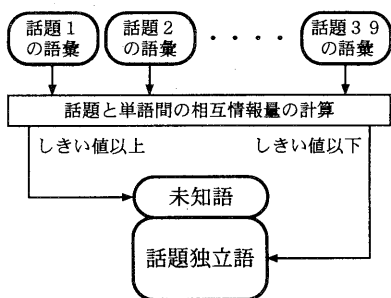 話題1
の語彙
話題2
の語彙
・・・・
話題39
の語彙
話題と単語間の相互情報量の計算
しきい値以上
しきい値以下
未知語
話題独立語